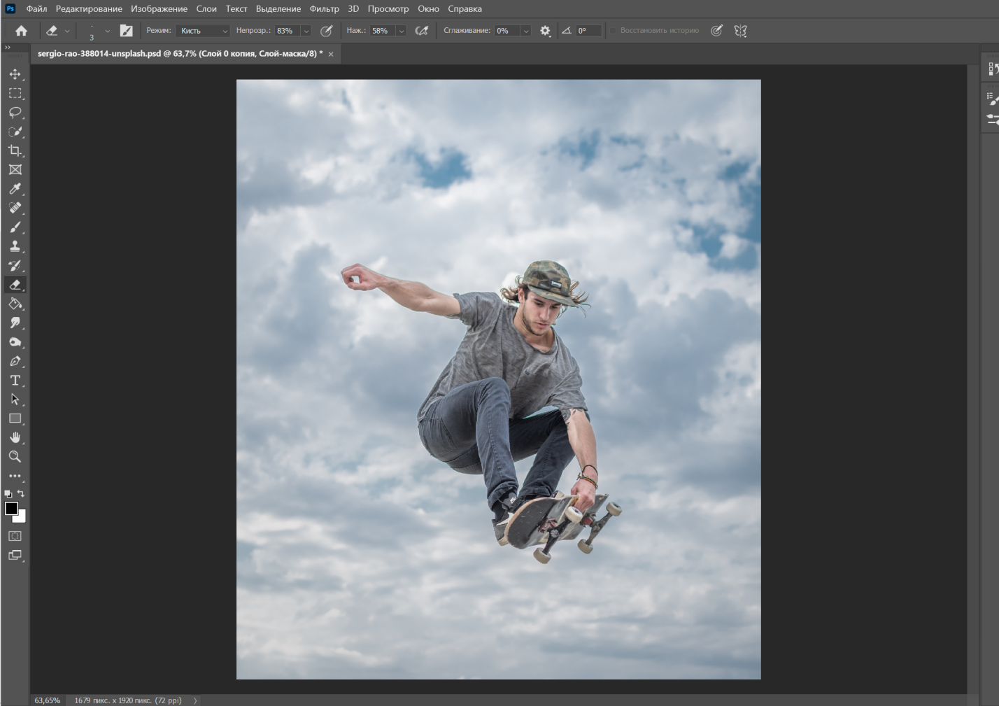 Ps Файл Редактирование Изображение Слои Текст Выделение Фильтр 3D Просмотр Окно Справка
3 Режим: Кисть Непрозр.: 83% Наж.: 58% Сглаживание: 0% 0° Восстановить историю
sergio-rao-388014-unsplash.psd @ 63,7% (Слой 0 копия, Слой-маска/8) * ×
63,65% 1679 пикс. x 1920 пикс. (72 ppi)